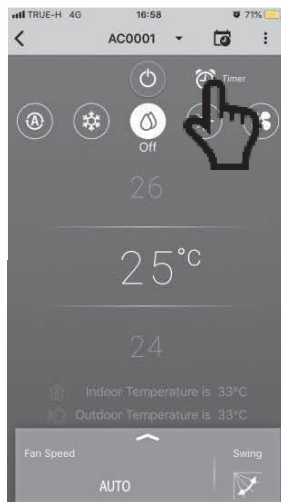 TRUE-H 4G 16:58 71%
AC0001
Timer
A
Off
26
25°C
24
Indoor Temperature is 33°C
Outdoor Temperature is 33°C
Fan Speed Swing
AUTO